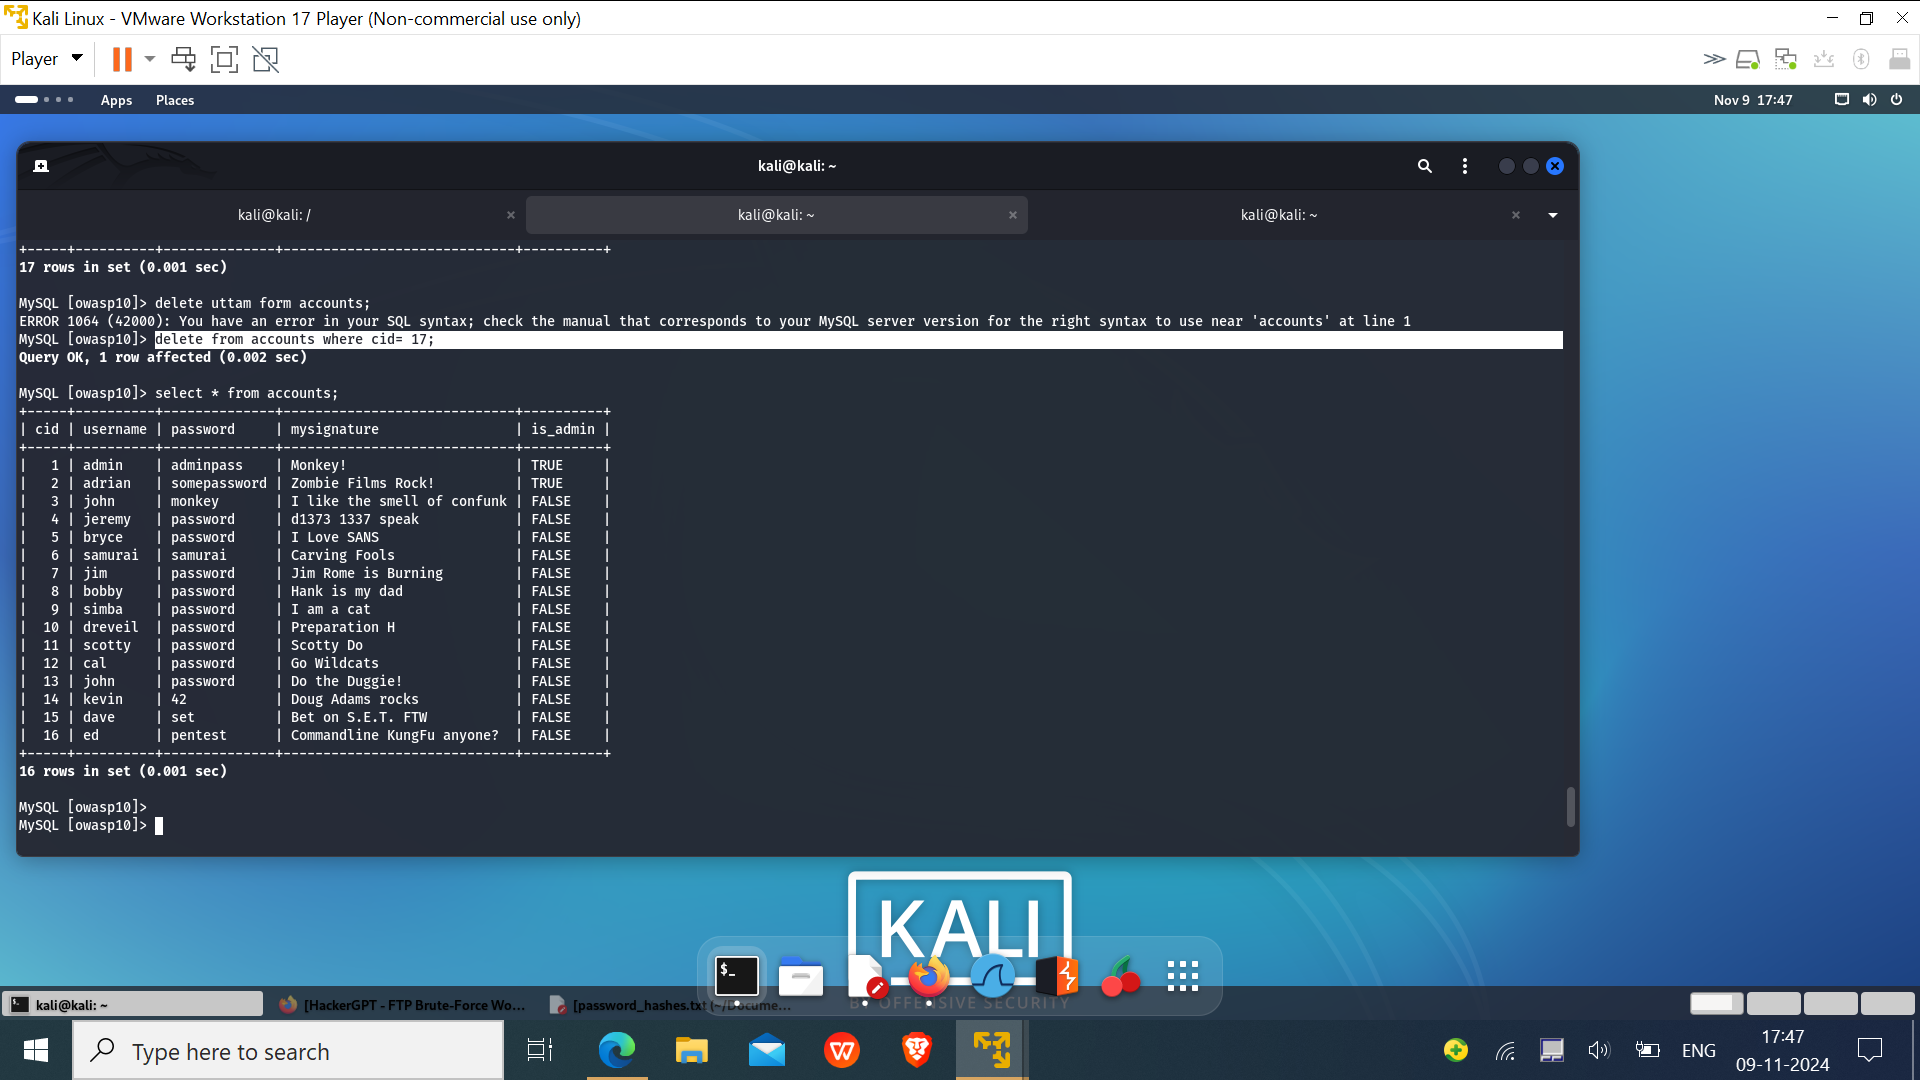 Kali Linux - VMware Workstation 17 Player (Non-commercial use only)
Player
Apps Places Nov 9 17:47
kali@kali: ~
kali@kali: / kali@kali: ~ kali@kali: ~
+-----+----------+--------------+-----------------------------+----------+
17 rows in set (0.001 sec)
MySQL [owasp10]> delete uttam form accounts;
ERROR 1064 (42000): You have an error in your SQL syntax; check the manual that corresponds to your MySQL server version for the right syntax to use near 'accounts' at line 1
MySQL [owasp10]> delete from accounts where cid= 17;
Query OK, 1 row affected (0.002 sec)
MySQL [owasp10]> select * from accounts;
+-----+----------+--------------+-----------------------------+----------+
| cid | username | password     | mysignature                 | is_admin |
+-----+----------+--------------+-----------------------------+----------+
|   1 | admin    | adminpass    | Monkey!                     | TRUE     |
|   2 | adrian   | somepassword | Zombie Films Rock!          | TRUE     |
|   3 | john     | monkey       | I like the smell of confunk | FALSE    |
|   4 | jeremy   | password     | d1373 1337 speak            | FALSE    |
|   5 | bryce    | password     | I Love SANS                 | FALSE    |
|   6 | samurai  | samurai      | Carving Fools               | FALSE    |
|   7 | jim      | password     | Jim Rome is Burning         | FALSE    |
|   8 | bobby    | password     | Hank is my dad              | FALSE    |
|   9 | simba    | password     | I am a cat                  | FALSE    |
|  10 | dreveil  | password     | Preparation H               | FALSE    |
|  11 | scotty   | password     | Scotty Do                   | FALSE    |
|  12 | cal      | password     | Go Wildcats                 | FALSE    |
|  13 | john     | password     | Do the Duggie!              | FALSE    |
|  14 | kevin    | 42           | Doug Adams rocks            | FALSE    |
|  15 | dave     | set          | Bet on S.E.T. FTW           | FALSE    |
|  16 | ed       | pentest      | Commandline KungFu anyone?  | FALSE    |
+-----+----------+--------------+-----------------------------+----------+
16 rows in set (0.001 sec)
MySQL [owasp10]>
MySQL [owasp10]>
KALI
BY OFFENSIVE SECURITY
kali@kali: ~ [HackerGPT - FTP Brute-Force Wo... [password_hashes.txt (~/Docume...
Type here to search ENG 17:47
09-11-2024